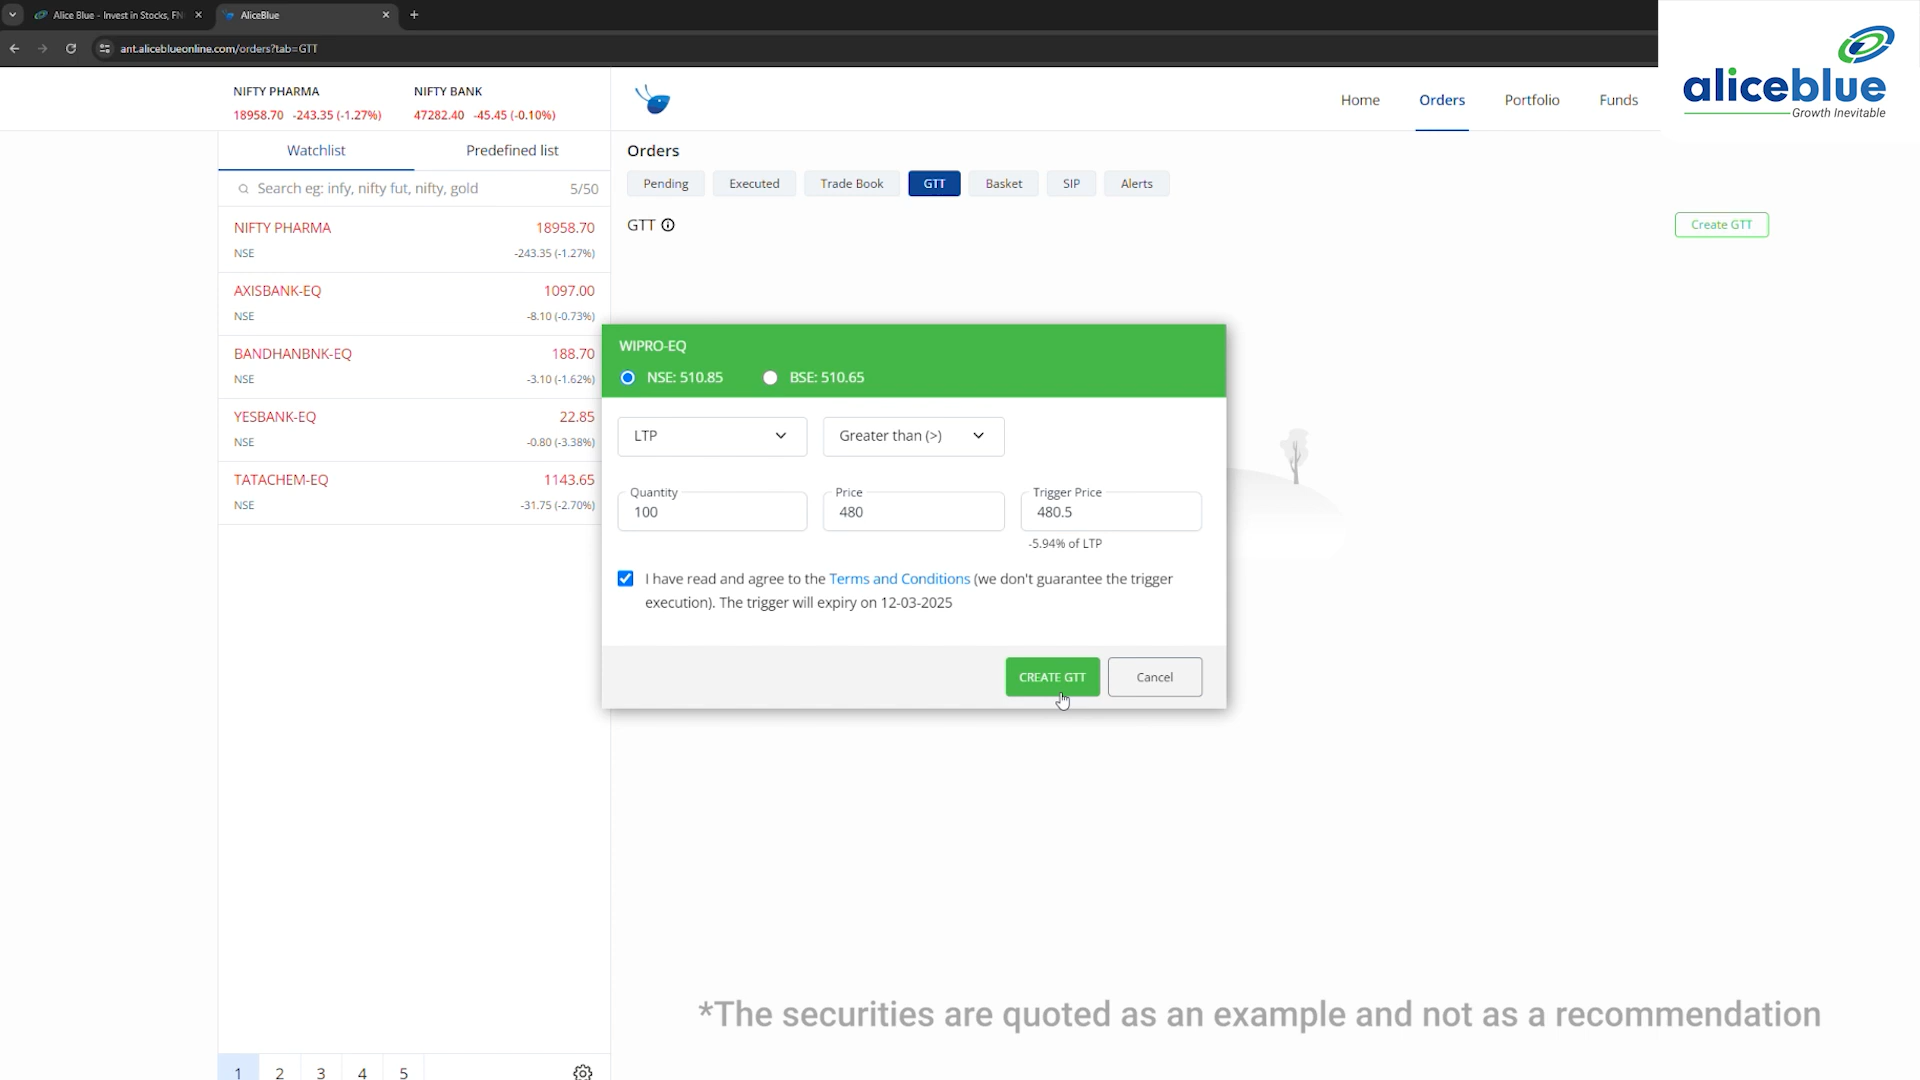 Alice Blue - Invest in Stocks, FN
AliceBlue
ant.aliceblueonline.com/orders?tab=GTT
aliceblue
Growth Inevitable
NIFTY PHARMA
18958.70 -243.35 (-1.27%)
NIFTY BANK
47282.40 -45.45 (-0.10%)
Home
Orders
Portfolio
Funds
Watchlist
Predefined list
Search eg: infy, nifty fut, nifty, gold
5/50
NIFTY PHARMA 18958.70
NSE -243.35 (-1.27%)
AXISBANK-EQ 1097.00
NSE -8.10 (-0.73%)
BANDHANBNK-EQ 188.70
NSE -3.10 (-1.62%)
YESBANK-EQ 22.85
NSE -0.80 (-3.38%)
TATACHEM-EQ 1143.65
NSE -31.75 (-2.70%)
1 2 3 4 5
Orders
Pending
Executed
Trade Book
GTT
Basket
SIP
Alerts
GTT
Create GTT
WIPRO-EQ
NSE: 510.85
BSE: 510.65
LTP
Greater than (>)
Quantity
100
Price
480
Trigger Price
480.5
-5.94% of LTP
I have read and agree to the Terms and Conditions (we don't guarantee the trigger
execution). The trigger will expiry on 12-03-2025
CREATE GTT
Cancel
*The securities are quoted as an example and not as a recommendation